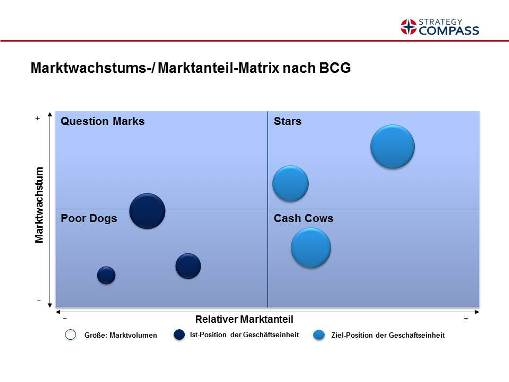 STRATEGY
COMPASS
Marktwachstums-/ Marktanteil-Matrix nach BCG
+
Question Marks
Stars
Marktwachstum
Poor Dogs
Cash Cows
–
–
Relativer Marktanteil
–
Größe: Marktvolumen
Ist-Position der Geschäftseinheit
Ziel-Position der Geschäftseinheit